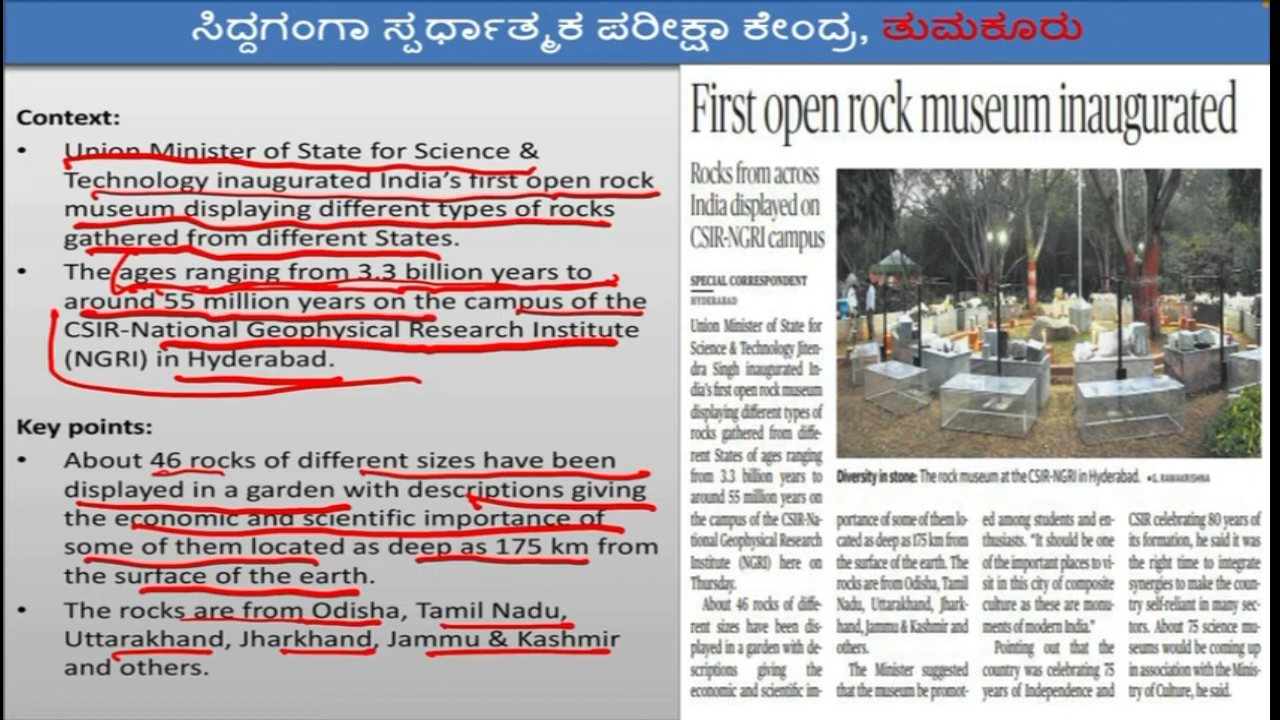 ಸಿದ್ದಗಂಗಾ ಸ್ಪರ್ಧಾತ್ಮಕ ಪರೀಕ್ಷಾ ಕೇಂದ್ರ, ತುಮಕೂರು
Context:
• Union Minister of State for Science &
Technology inaugurated India's first open rock
museum displaying different types of rocks
gathered from different States.
• The ages ranging from 3.3 billion years to
around 55 million years on the campus of the
CSIR-National Geophysical Research Institute
(NGRI) in Hyderabad.
Key points:
• About 46 rocks of different sizes have been
displayed in a garden with descriptions giving
the economic and scientific importance of
some of them located as deep as 175 km from
the surface of the earth.
• The rocks are from Odisha, Tamil Nadu,
Uttarakhand, Jharkhand, Jammu & Kashmir
and others.
First open rock museum inaugurated
Rocks from across
India displayed on
CSIR-NGRI campus
SPECIAL CORRESPONDENT
HYDERABAD
Union Minister of State for
Science & Technology Jiten-
dra Singh inaugurated In-
dia's first open rock museum
displaying different types of
rocks gathered from diffe-
rent States of ages ranging
from 3.3 billion years to
around 55 million years on
the campus of the CSIR-Na-
tional Geophysical Research
Institute (NGRI) here on
Thursday.
About 46 rocks of diffe-
rent sizes have been dis-
played in a garden with de-
scriptions giving the
economic and scientific im-
Diversity in stone: The rock museum at the CSIR-NGRI in Hyderabad. •G. RAMAKRISHNA
portance of some of them lo-
cated as deep as 175 km from
the surface of the earth. The
rocks are from Odisha, Tamil
Nadu, Uttarakhand, Jhark-
hand, Jammu & Kashmir and
others.
The Minister suggested
that the museum be promot-
ed among students and en-
thusiasts. "It should be one
of the important places to vi-
sit in this city of composite
culture as these are monu-
ments of modern India."
Pointing out that the
country was celebrating 75
years of Independence and
CSIR celebrating 80 years of
its formation, he said it was
the right time to integrate
synergies to make the coun-
try self-reliant in many sec-
tors. About 75 science mu-
seums would be coming up
in association with the Minis-
try of Culture, he said.